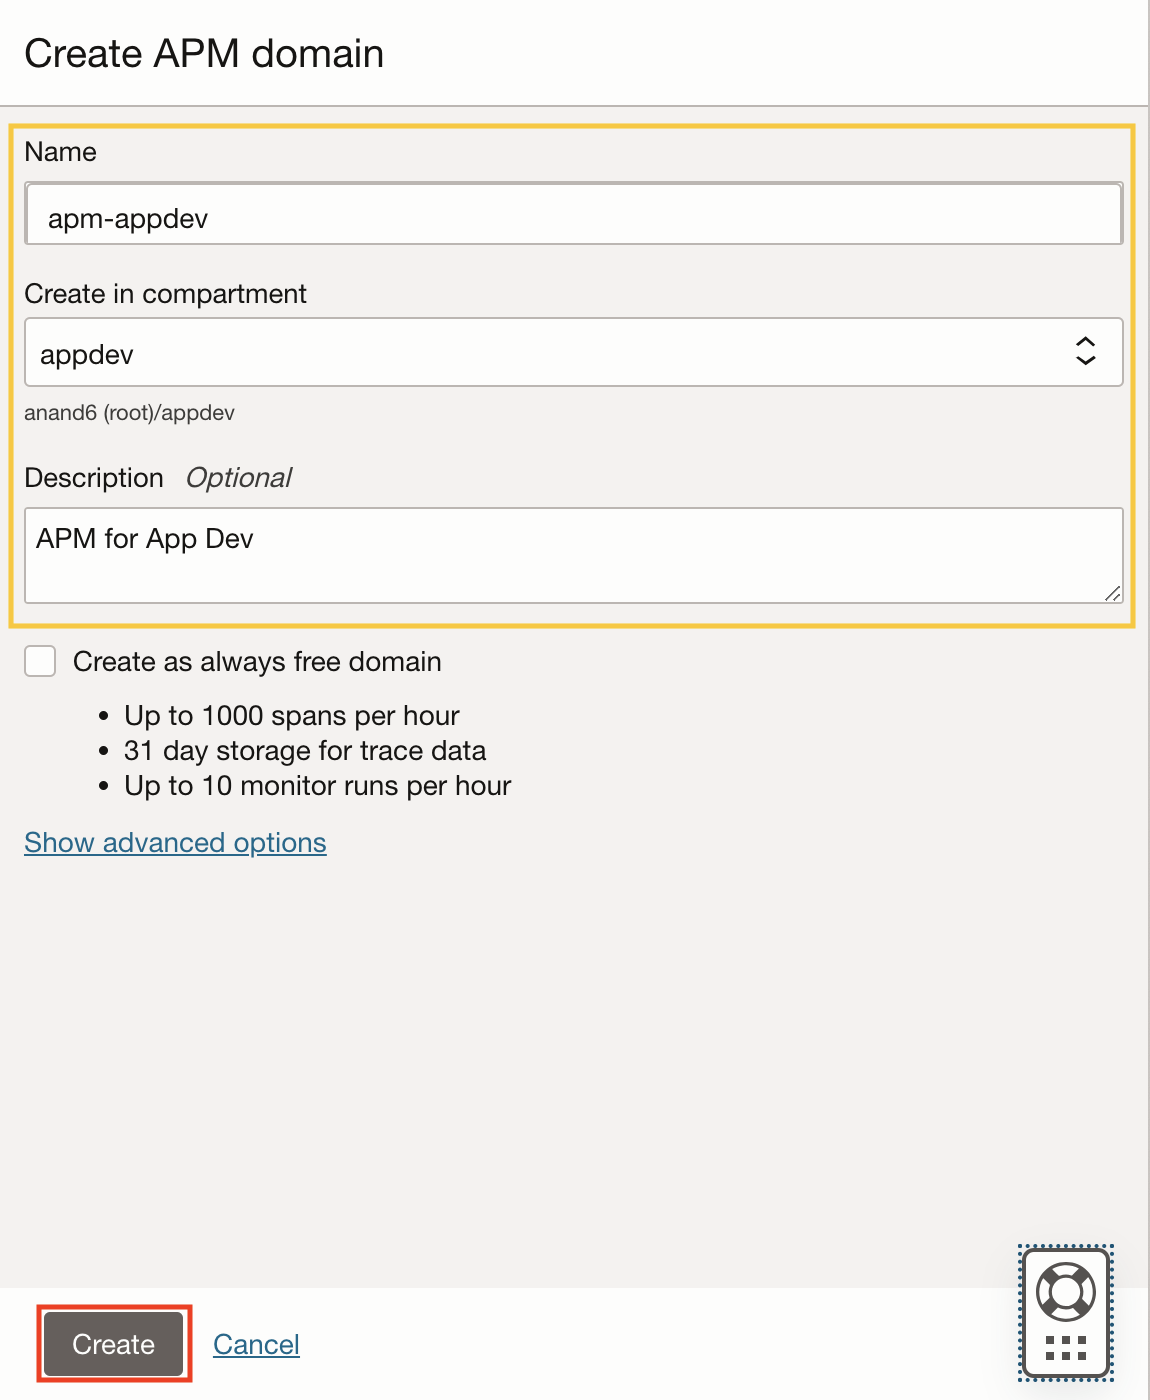 Create APM domain
Name
apm-appdev
Create in compartment
appdev
anand6 (root)/appdev
Description Optional
APM for App Dev
Create as always free domain
• Up to 1000 spans per hour
• 31 day storage for trace data
• Up to 10 monitor runs per hour
Show advanced options
Create Cancel